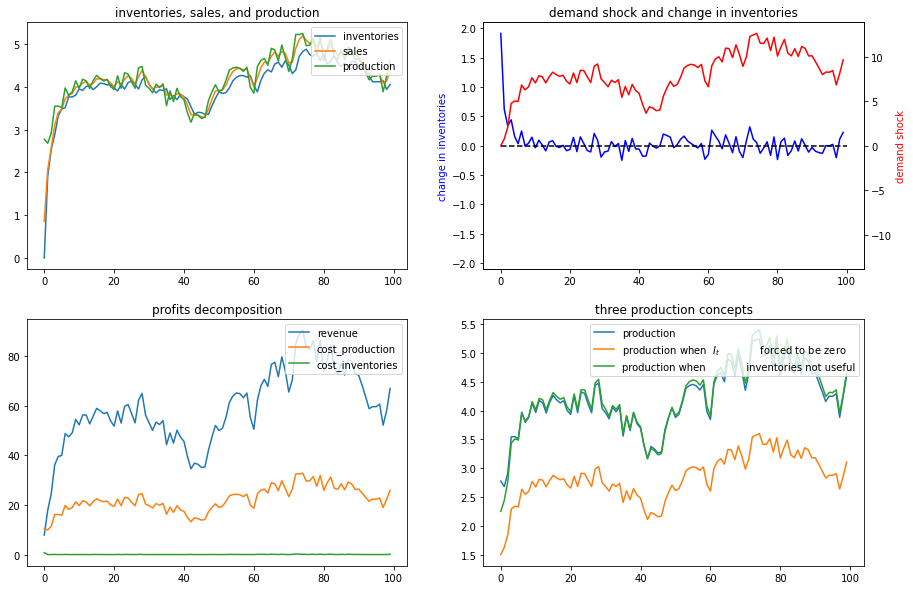 inventories, sales, and production
inventories
sales
production
5
4
3
2
1
0
0 20 40 60 80 100
demand shock and change in inventories
change in inventories
2.0
1.5
1.0
0.5
0.0
−0.5
−1.0
−1.5
−2.0
10
5
0
−5
−10
demand shock
0 20 40 60 80 100
profits decomposition
revenue
cost_production
cost_inventories
80
60
40
20
0
0 20 40 60 80 100
three production concepts
production
production when I_t forced to be zero
production when inventories not useful
5.5
5.0
4.5
4.0
3.5
3.0
2.5
2.0
1.5
0 20 40 60 80 100